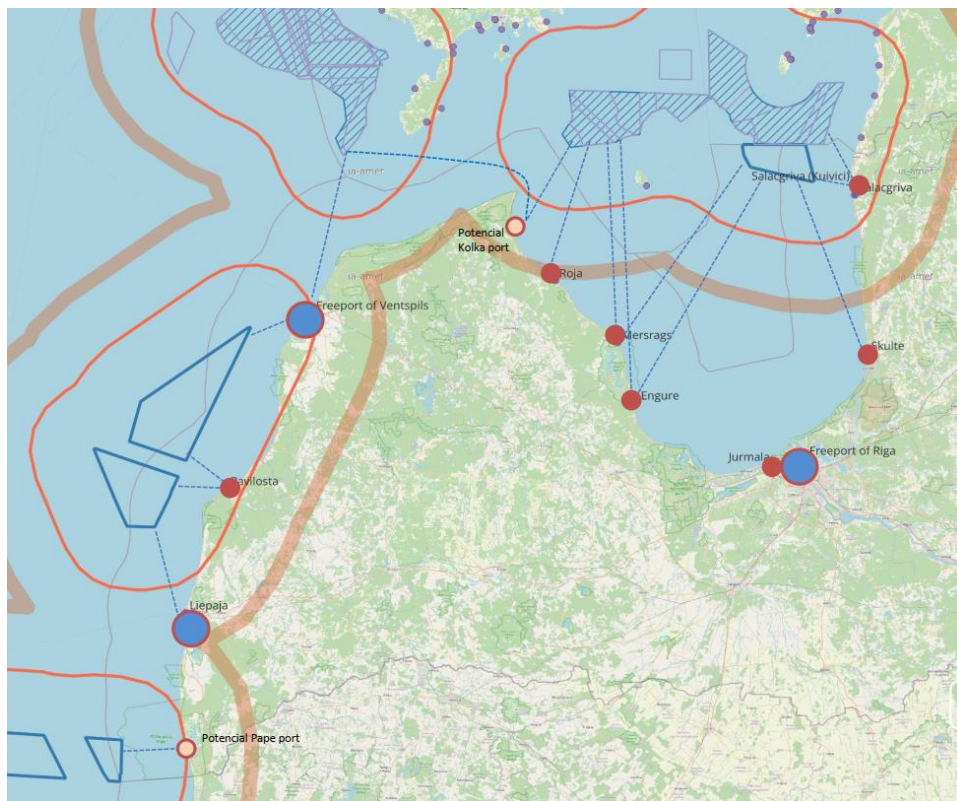 Salacgriva (Kuivici)
Salacgriva
Potencial
Kolka port
Roja
Freeport of Ventspils
Mersrags
Skulte
Engure
Freeport of Riga
Jurmala
Pavilosta
Liepaja
Potencial Pape port